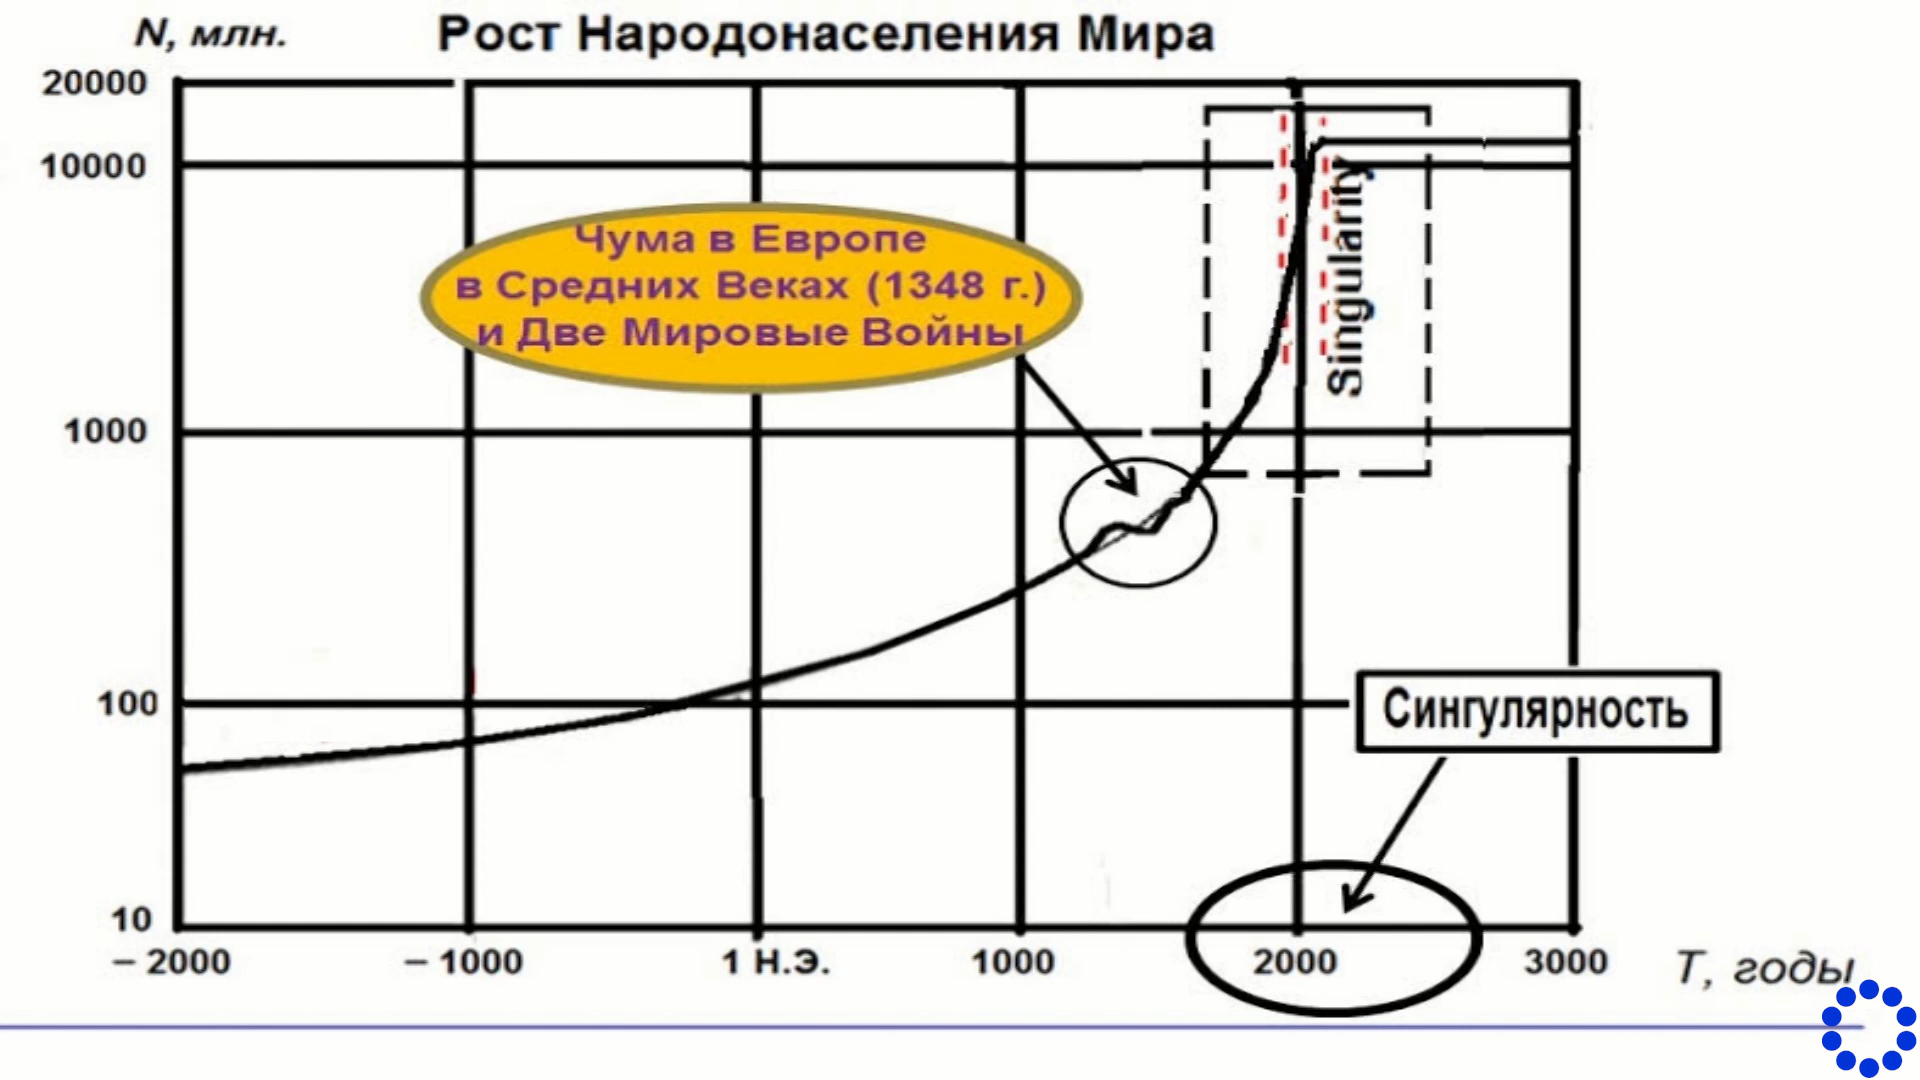 N, млн.
Рост Народонаселения Мира
20000
10000
Чума в Европе
в Средних Веках (1348 г.)
и Две Мировые Войны
Singularity
1000
100
Сингулярность
10
– 2000
– 1000
1 Н.Э.
1000
2000
3000
T, годы